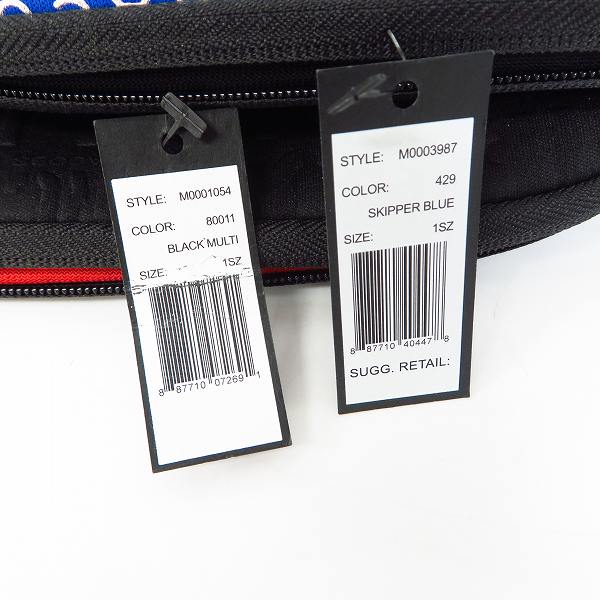 STYLE: M0001054
COLOR: 80011
BLACK MULTI
SIZE: 1SZ
8 87710 07269 1
STYLE: M0003987
COLOR: 429
SKIPPER BLUE
SIZE: 1SZ
8 87710 40447 8
SUGG. RETAIL: